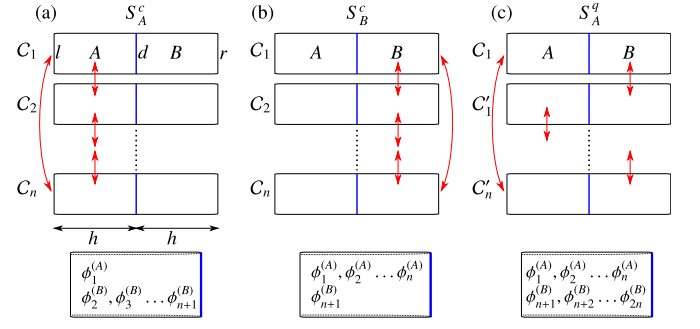 (a) S_A^c (b) S_B^c (c) S_A^q
C_1 l A d B r C_1 A B C_1 A B
C_2 C_2 C'_1
C_n C_n C'_n
h h
ϕ_1^{(A)} ϕ_1^{(A)}, ϕ_2^{(A)} … ϕ_n^{(A)} ϕ_1^{(A)}, ϕ_2^{(A)} … ϕ_n^{(A)}
ϕ_2^{(B)}, ϕ_3^{(B)} … ϕ_{n+1}^{(B)} ϕ_{n+1}^{(B)} ϕ_{n+1}^{(B)}, ϕ_{n+2}^{(B)} … ϕ_{2n}^{(B)}